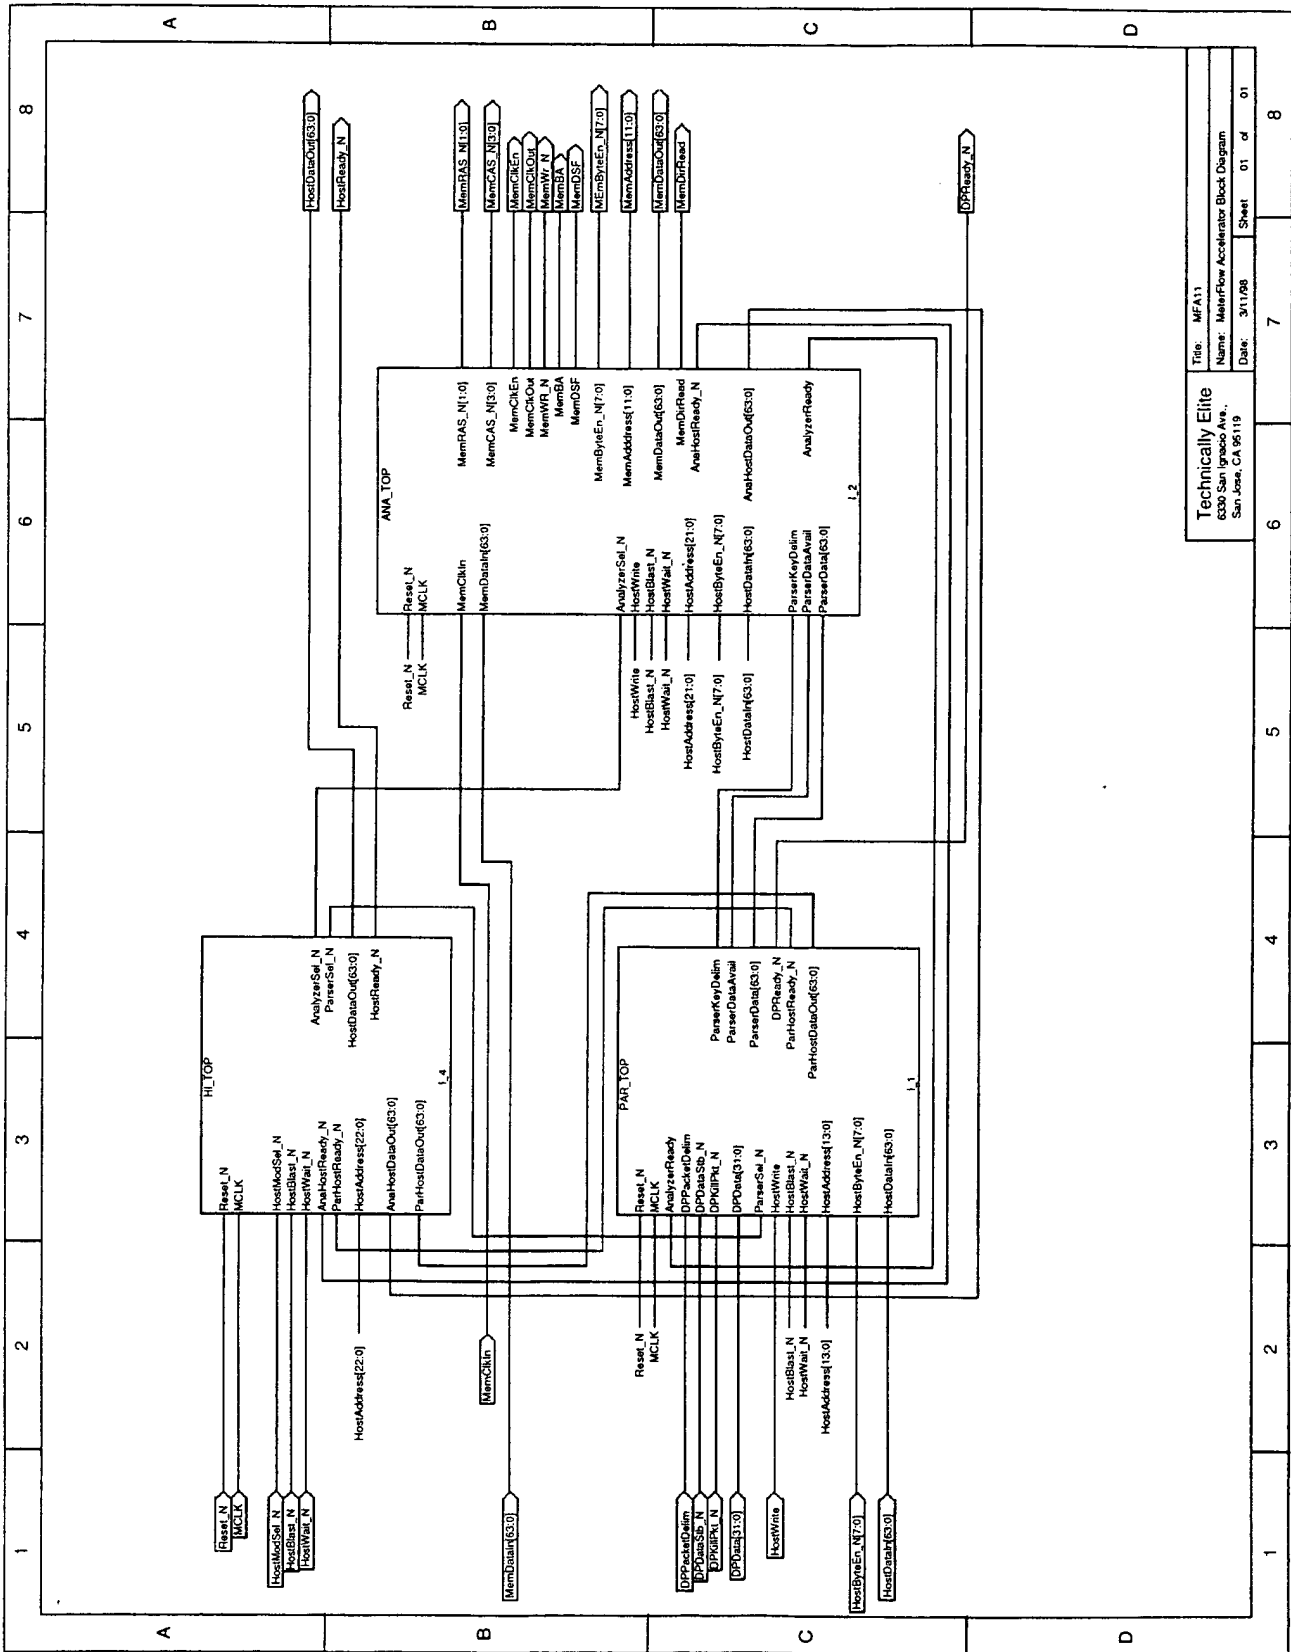 1 2 3 4 5 6 7 8
A
B
C
D
HI_TOP
Reset_N
MCLK
HostModSel_N
HostBlast_N
HostWait_N
AnaHostReady_N
ParHostReady_N
HostAddress[22:0]
AnaHostDataOut[63:0]
ParHostDataOut[63:0]
AnalyzerSel_N
ParserSel_N
HostDataOut[63:0]
HostReady_N
I_4
Reset_N
MCLK
HostModSel_N
HostBlast_N
HostWait_N
HostAddress[22:0]
MemClkIn
MemDataIn[63:0]
PAR_TOP
Reset_N
MCLK
AnalyzerReady
DPPacketDelim
DPDataStb_N
DPKillPkt_N
DPData[31:0]
ParserSel_N
HostWrite
HostBlast_N
HostWait_N
HostAddress[13:0]
HostByteEn_N[7:0]
HostDataIn[63:0]
ParserKeyDelim
ParserDataAvail
ParserData[63:0]
DPReady_N
ParHostReady_N
ParHostDataOut[63:0]
I_1
Reset_N
MCLK
DPPacketDelim
DPDataStb_N
DPKillPkt_N
DPData[31:0]
HostWrite
HostBlast_N
HostWait_N
HostAddress[13:0]
HostByteEn_N[7:0]
HostDataIn[63:0]
ANA_TOP
Reset_N
MCLK
MemClkIn
MemDataIn[63:0]
AnalyzerSel_N
HostWrite
HostBlast_N
HostWait_N
HostAddress[21:0]
HostByteEn_N[7:0]
HostDataIn[63:0]
ParserKeyDelim
ParserDataAvail
ParserData[63:0]
MemRAS_N[1:0]
MemCAS_N[3:0]
MemClkEn
MemClkOut
MemWR_N
MemBA
MemDSF
MemByteEn_N[7:0]
MemAdddress[11:0]
MemDataOut[63:0]
MemDirRead
AnaHostReady_N
AnaHostDataOut[63:0]
AnalyzerReady
I_2
Reset_N
MCLK
HostWrite
HostBlast_N
HostWait_N
HostAddress[21:0]
HostByteEn_N[7:0]
HostDataIn[63:0]
HostDataOut[63:0]
HostReady_N
MemRAS_N[1:0]
MemCAS_N[3:0]
MemClkEn
MemClkOut
MemWr_N
MemBA
MemDSF
MEmByteEn_N[7:0]
MemAddress[11:0]
MemDataOut[63:0]
MemDirRead
DPReady_N
Technically Elite
6330 San Ignacio Ave.,
San Jose, CA 95119
Title: MFA11
Name: MeterFlow Accelerator Block Diagram
Date: 3/11/98 Sheet 01 of 01
A
B
C
D
1 2 3 4 5 6 7 8